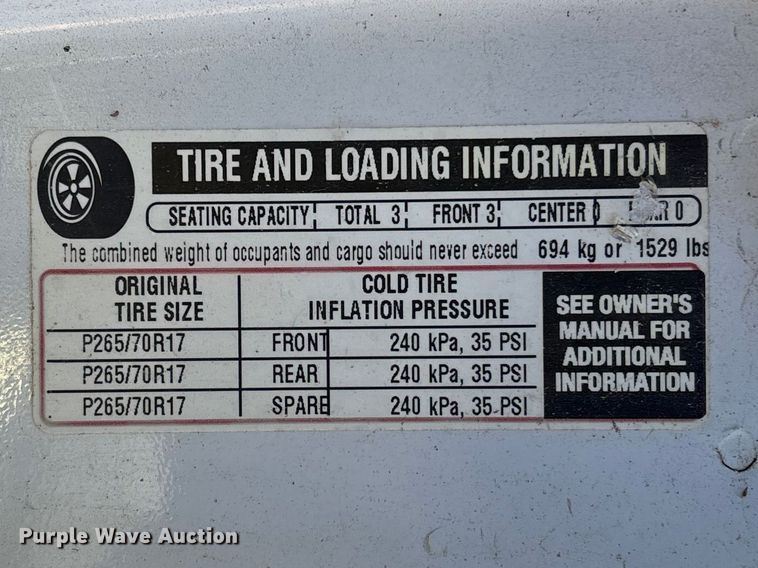 TIRE AND LOADING INFORMATION
SEATING CAPACITY TOTAL 3 FRONT 3 CENTER 0 REAR 0
The combined weight of occupants and cargo should never exceed 694 kg or 1529 lbs
ORIGINAL TIRE SIZE COLD TIRE INFLATION PRESSURE
P265/70R17 FRONT 240 kPa, 35 PSI
P265/70R17 REAR 240 kPa, 35 PSI
P265/70R17 SPARE 240 kPa, 35 PSI
SEE OWNER'S
MANUAL FOR
ADDITIONAL
INFORMATION
Purple Wave Auction